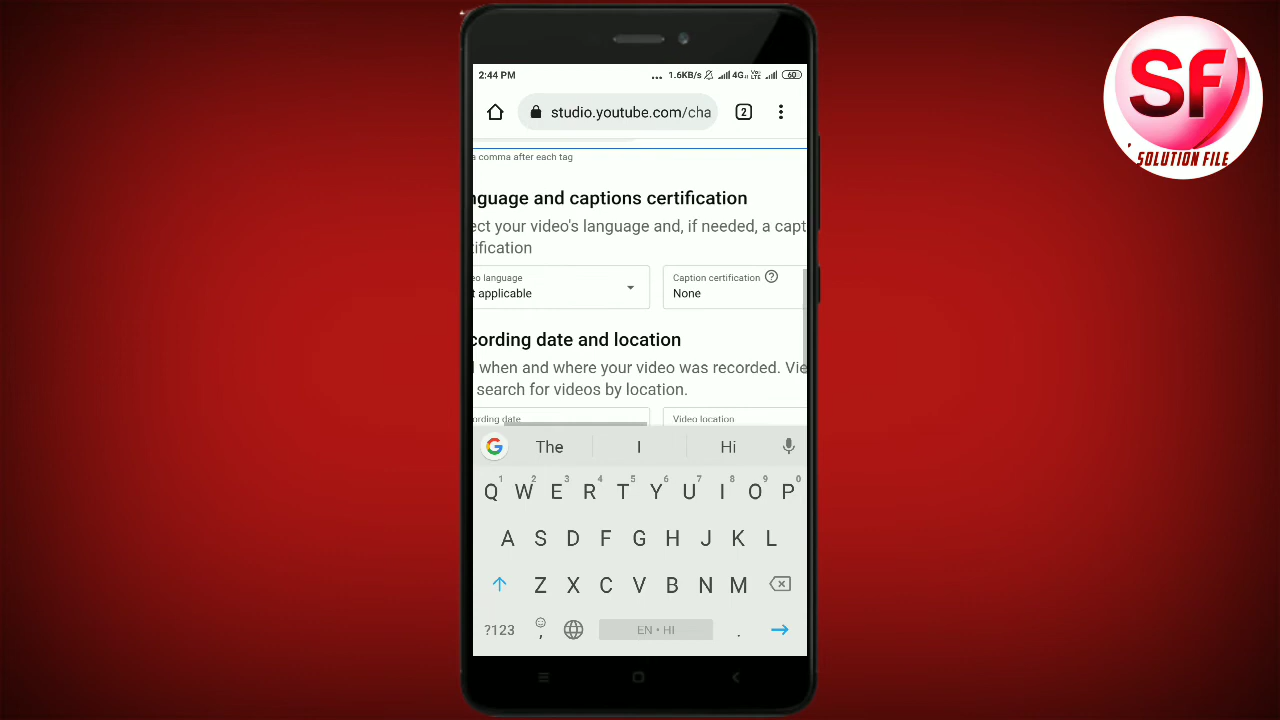 2:44 PM
... 1.6KB/s 4G Vo LTE 60
studio.youtube.com/cha
2
SF
SOLUTION FILE
a comma after each tag
nguage and captions certification
ect your video's language and, if needed, a capt
ification
eo language
t applicable
Caption certification ?
None
cording date and location
when and where your video was recorded. Vie
search for videos by location.
ording date
Video location
G The I Hi
1 2 3 4 5 6 7 8 9 0
Q W E R T Y U I O P
A S D F G H J K L
Z X C V B N M
?123 , EN • HI .